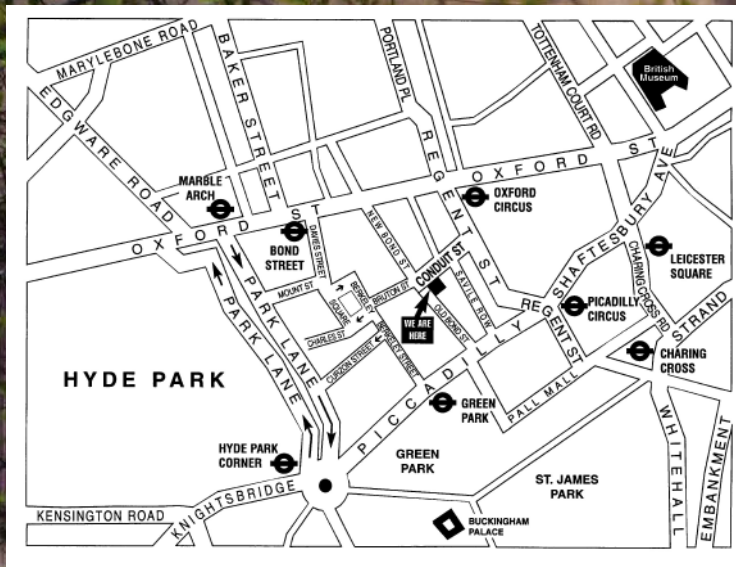 MARYLEBONE ROAD
BAKER STREET
PORTLAND PL
TOTTENHAM COURT RD
British
Museum
EDGWARE ROAD
REGENT ST
OXFORD ST
MARBLE
ARCH
OXFORD
CIRCUS
SHAFTESBURY AVE
OXFORD ST
BOND
STREET
DAVIES STREET
NEW BOND ST
CONDUIT ST
LEICESTER
SQUARE
CHARING CROSS RD
MOUNT ST
BERKELEY
SQUARE
BRUTON ST
SAVILE ROW
OLD BOND ST
WE ARE
HERE
REGENT ST
PICADILLY
CIRCUS
STRAND
PARK LANE
PARK LANE
CHARLES ST
BERKELEY STREET
CURZON STREET
CHARING
CROSS
HYDE PARK
PICCADILLY
PALL MALL
GREEN
PARK
HYDE PARK
CORNER
GREEN
PARK
ST. JAMES
PARK
WHITEHALL
EMBANKMENT
KNIGHTSBRIDGE
KENSINGTON ROAD
BUCKINGHAM
PALACE